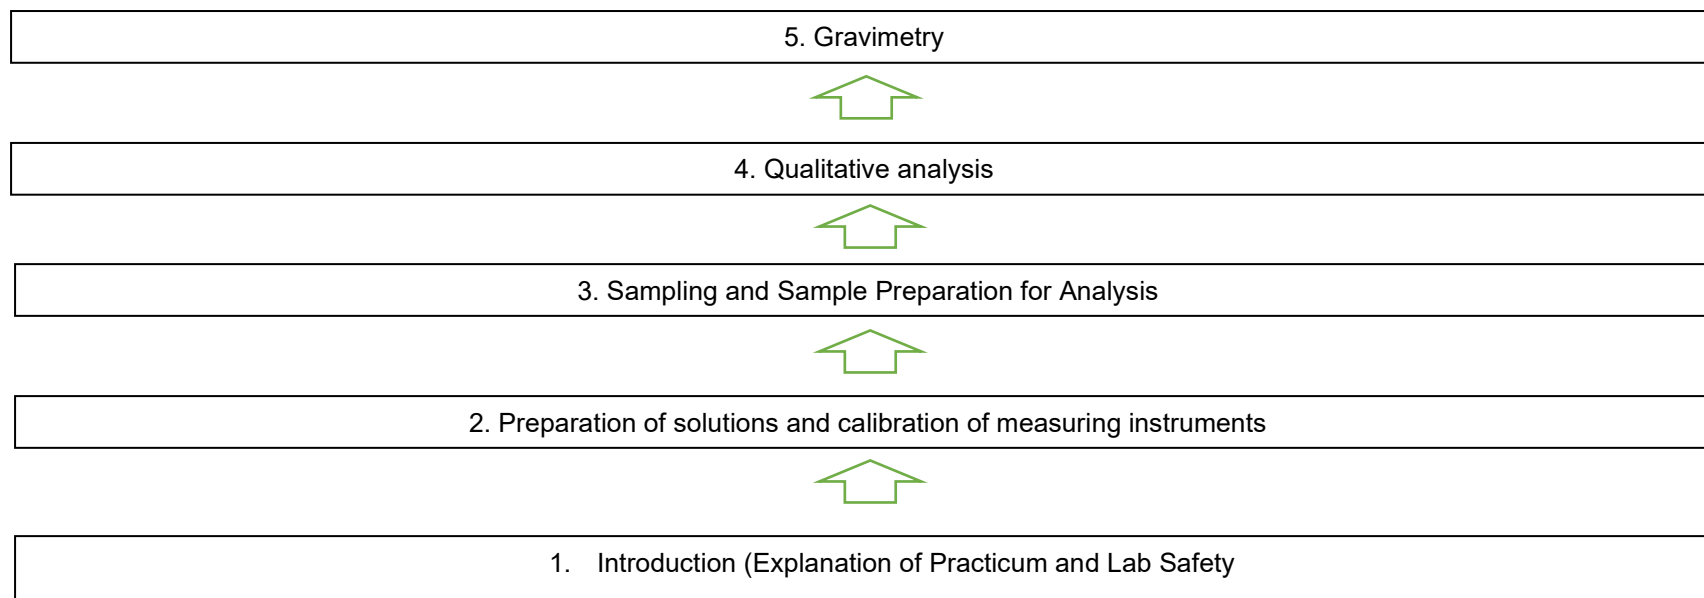 5. Gravimetry
4. Qualitative analysis
3. Sampling and Sample Preparation for Analysis
2. Preparation of solutions and calibration of measuring instruments
1. Introduction (Explanation of Practicum and Lab Safety